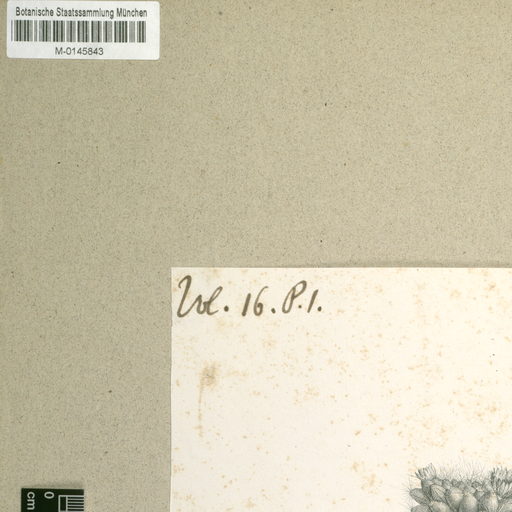 Botanische Staatssammlung München
M-0145843
Vol. 16. P. 1.
0
cm